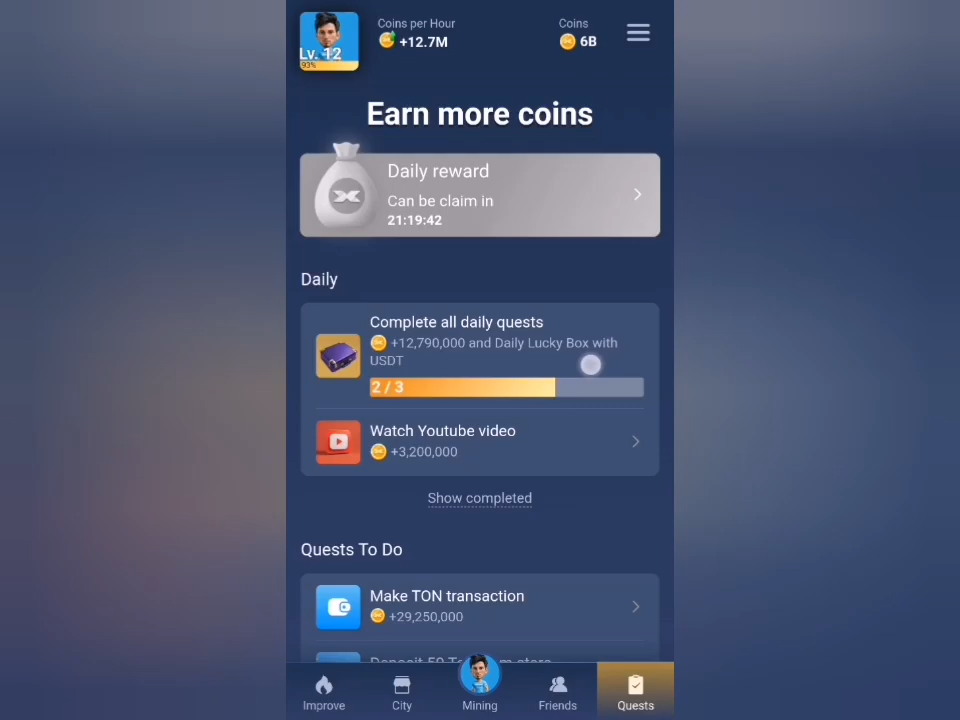 Coins per Hour
+12.7M
Coins
6B
Lv. 12
93%
Earn more coins
Daily reward
Can be claim in
21:19:42
Daily
Complete all daily quests
+12,790,000 and Daily Lucky Box with
USDT
2 / 3
Watch Youtube video
+3,200,000
Show completed
Quests To Do
Make TON transaction
+29,250,000
Improve
City
Mining
Friends
Quests